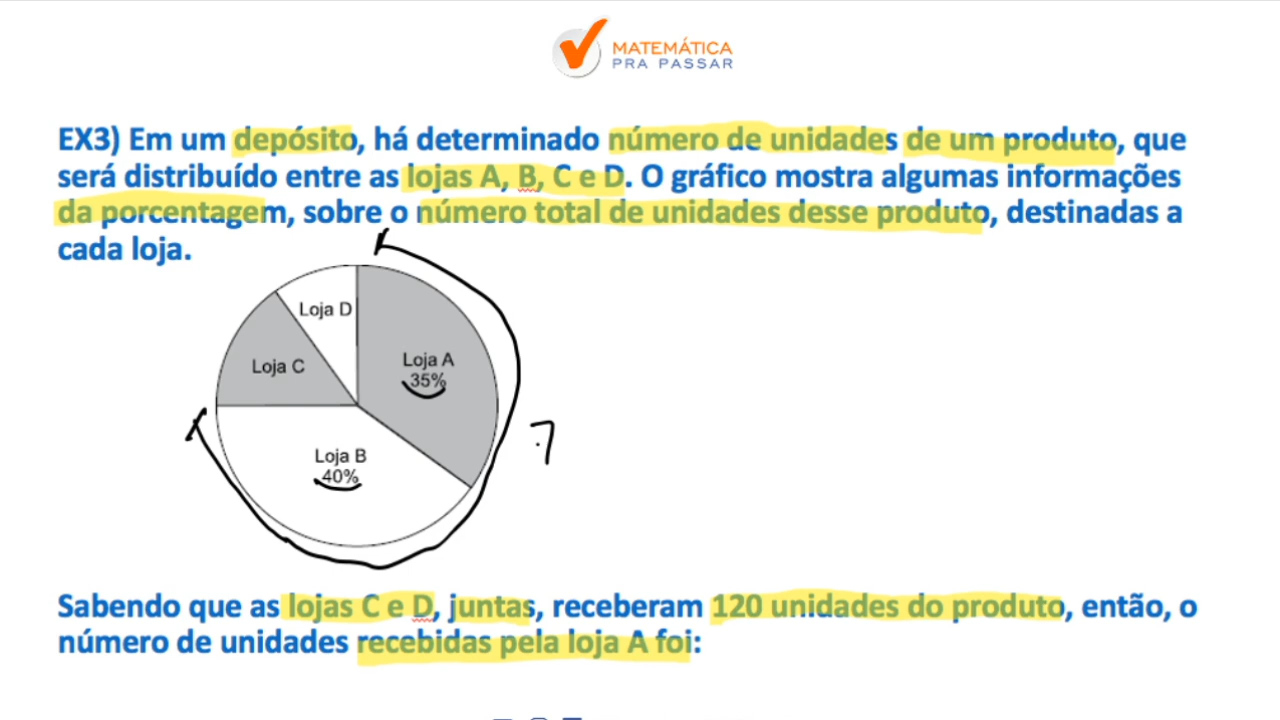 MATEMÁTICA
PRA PASSAR
EX3) Em um depósito, há determinado número de unidades de um produto, que
será distribuído entre as lojas A, B, C e D. O gráfico mostra algumas informações
da porcentagem, sobre o número total de unidades desse produto, destinadas a
cada loja.
Loja D
Loja C
Loja A
35%
Loja B
40%
7
Sabendo que as lojas C e D, juntas, receberam 120 unidades do produto, então, o
número de unidades recebidas pela loja A foi: